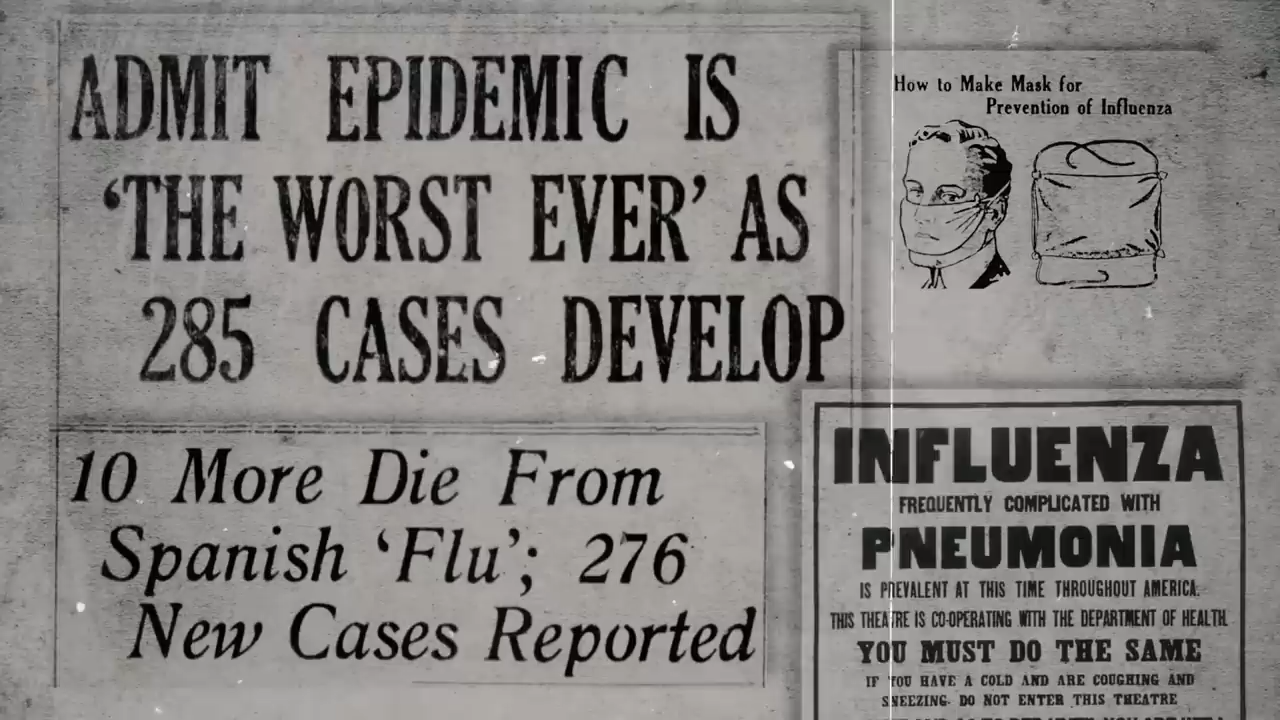 ADMIT EPIDEMIC IS
‘THE WORST EVER’ AS
285 CASES DEVELOP
10 More Die From
Spanish ‘Flu’; 276
New Cases Reported
How to Make Mask for
Prevention of Influenza
INFLUENZA
FREQUENTLY COMPLICATED WITH
PNEUMONIA
IS PREVALENT AT THIS TIME THROUGHOUT AMERICA.
THIS THEATRE IS CO-OPERATING WITH THE DEPARTMENT OF HEALTH.
YOU MUST DO THE SAME
IF YOU HAVE A COLD AND ARE COUGHING AND
SNEEZING. DO NOT ENTER THIS THEATRE